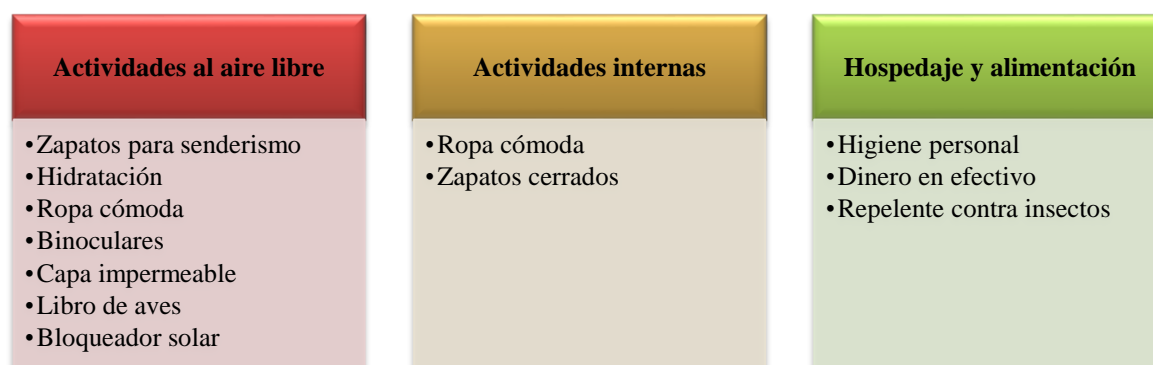 Actividades al aire libre
•Zapatos para senderismo
•Hidratación
•Ropa cómoda
•Binoculares
•Capa impermeable
•Libro de aves
•Bloqueador solar
Actividades internas
•Ropa cómoda
•Zapatos cerrados
Hospedaje y alimentación
•Higiene personal
•Dinero en efectivo
•Repelente contra insectos